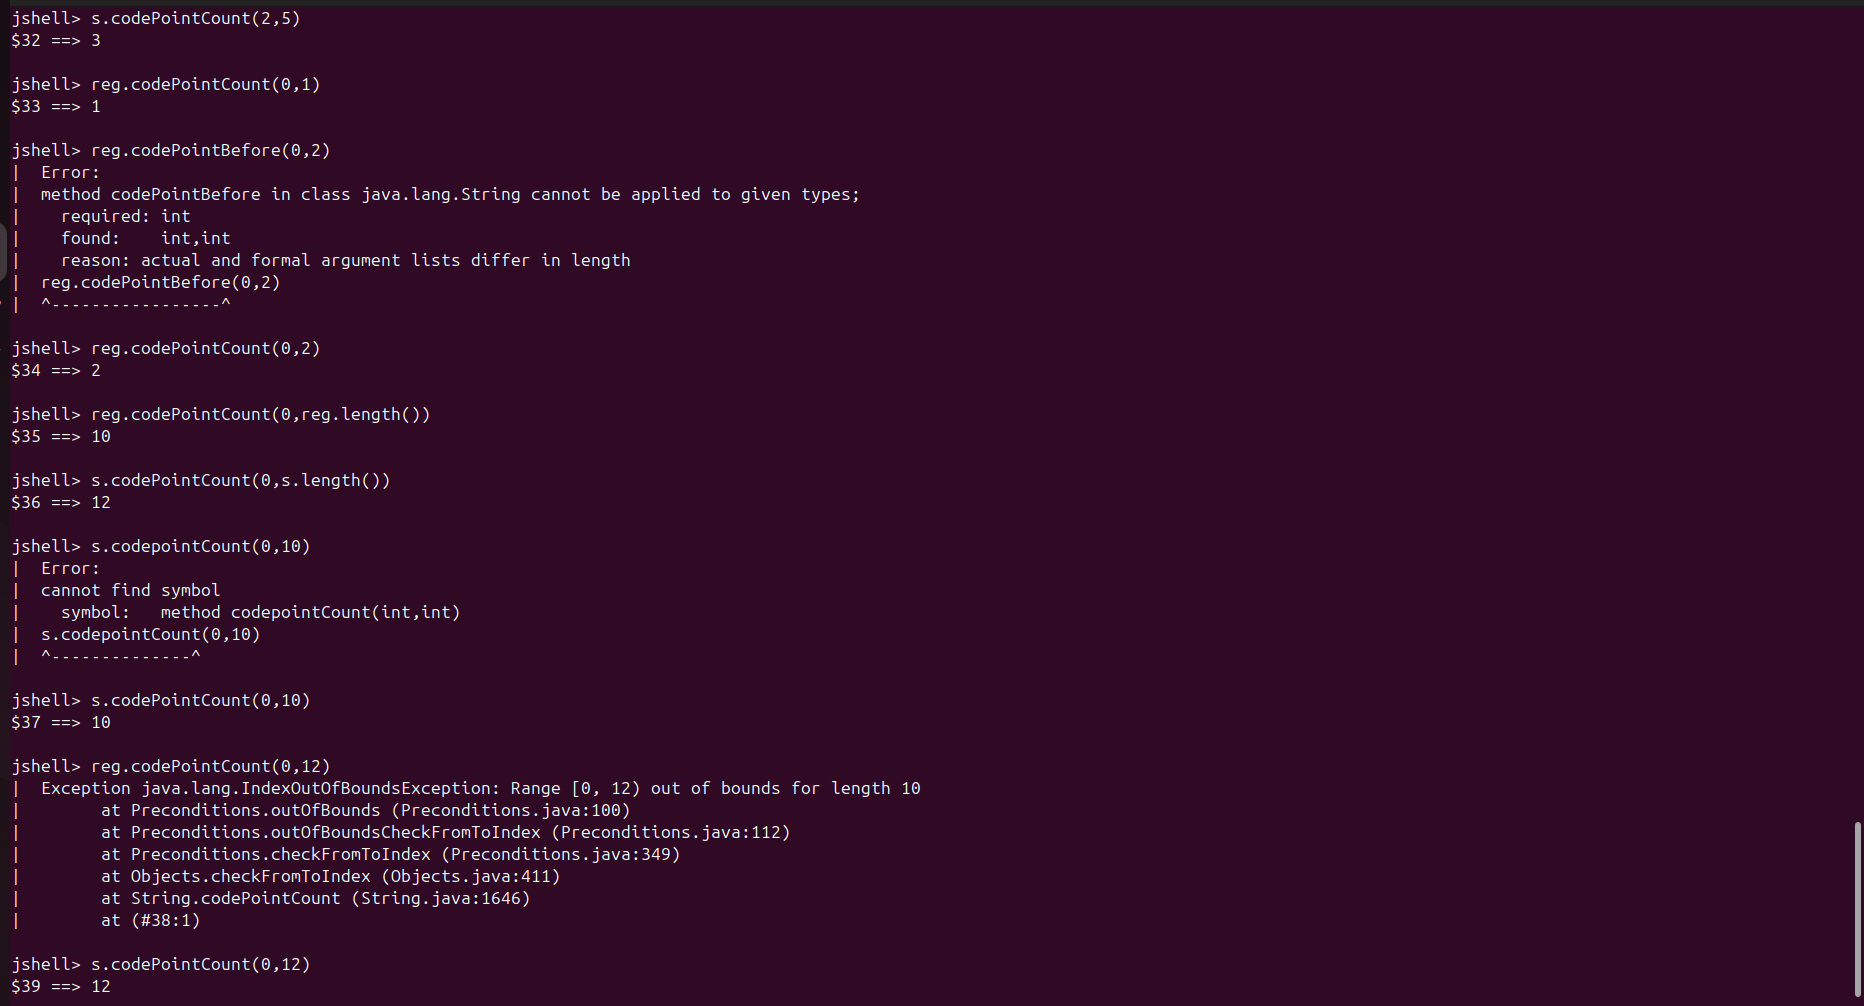 jshell> s.codePointCount(2,5)
$32 ==> 3
jshell> reg.codePointCount(0,1)
$33 ==> 1
jshell> reg.codePointBefore(0,2)
|  Error:
|  method codePointBefore in class java.lang.String cannot be applied to given types;
|    required: int
|    found:    int,int
|    reason: actual and formal argument lists differ in length
|  reg.codePointBefore(0,2)
|  ^-----------------^
jshell> reg.codePointCount(0,2)
$34 ==> 2
jshell> reg.codePointCount(0,reg.length())
$35 ==> 10
jshell> s.codePointCount(0,s.length())
$36 ==> 12
jshell> s.codepointCount(0,10)
|  Error:
|  cannot find symbol
|    symbol:   method codepointCount(int,int)
|  s.codepointCount(0,10)
|  ^--------------^
jshell> s.codePointCount(0,10)
$37 ==> 10
jshell> reg.codePointCount(0,12)
|  Exception java.lang.IndexOutOfBoundsException: Range [0, 12) out of bounds for length 10
|        at Preconditions.outOfBounds (Preconditions.java:100)
|        at Preconditions.outOfBoundsCheckFromToIndex (Preconditions.java:112)
|        at Preconditions.checkFromToIndex (Preconditions.java:349)
|        at Objects.checkFromToIndex (Objects.java:411)
|        at String.codePointCount (String.java:1646)
|        at (#38:1)
jshell> s.codePointCount(0,12)
$39 ==> 12